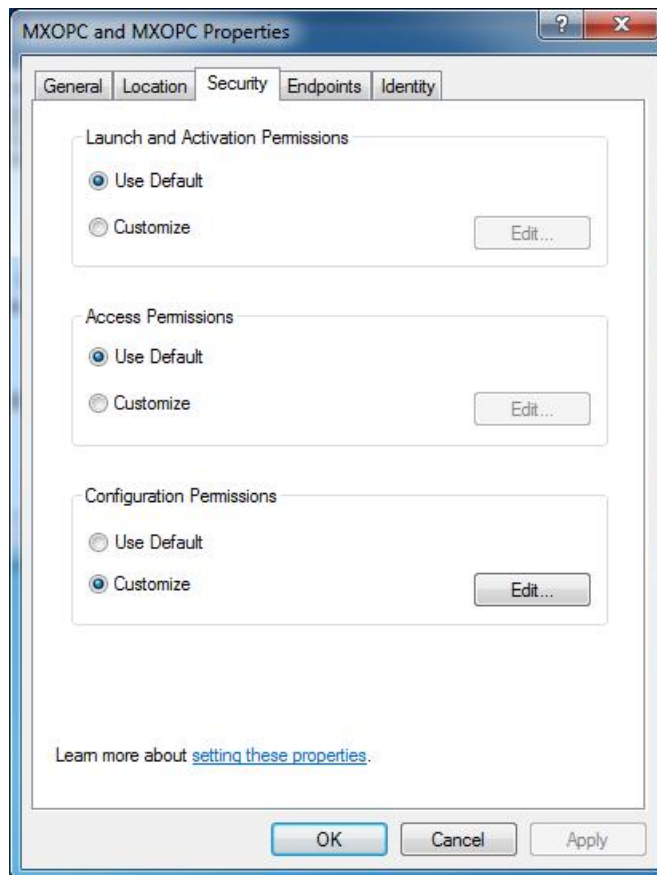 MXOPC and MXOPC Properties
?
X
General Location Security Endpoints Identity
Launch and Activation Permissions
Use Default
Customize
Edit...
Access Permissions
Use Default
Customize
Edit...
Configuration Permissions
Use Default
Customize
Edit...
Learn more about setting these properties.
OK Cancel Apply